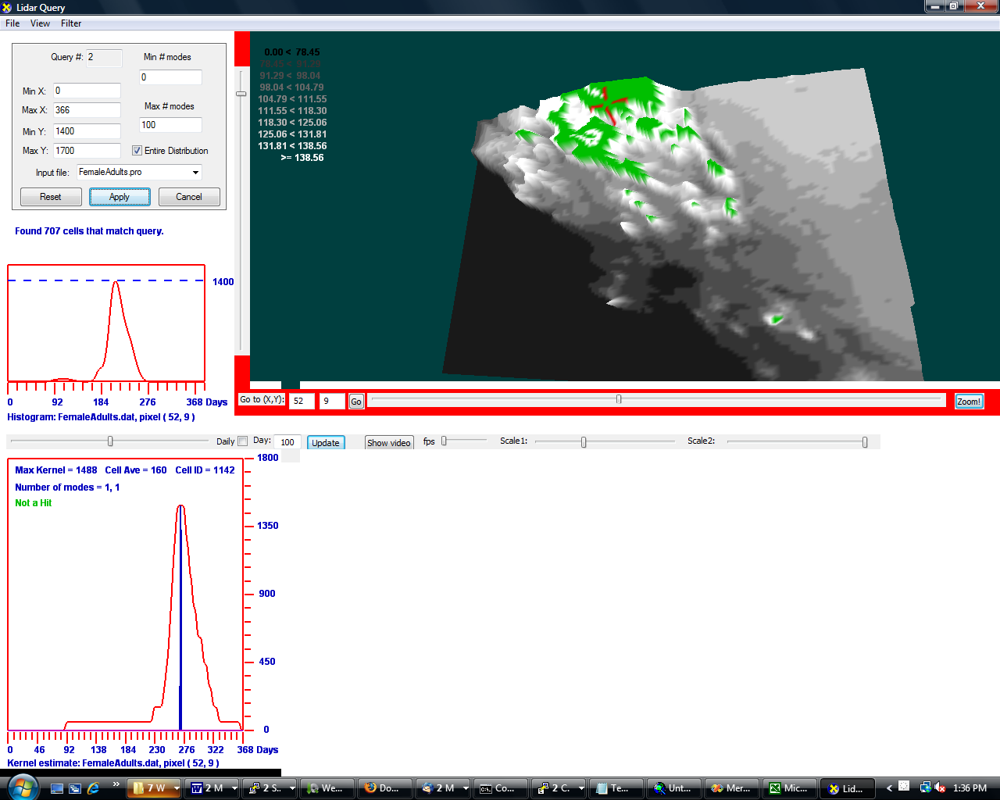 Lidar Query
File View Filter
Query #: 2 Min # modes
0
Min X: 0
Max # modes
Max X: 366
100
Min Y: 1400
Max Y: 1700 Entire Distribution
Input file: FemaleAdults.pro
Reset Apply Cancel
Found 707 cells that match query.
1400
0 92 184 276 368 Days
Histogram: FemaleAdults.dat, pixel ( 52, 9 )
0.00 < 78.45
78.45 < 91.29
91.29 < 98.04
98.04 < 104.79
104.79 < 111.55
111.55 < 118.30
118.30 < 125.06
125.06 < 131.81
131.81 < 138.56
>= 138.56
Go to (X,Y): 52 9 Go Zoom!
Daily Day: 100 Update Show video fps Scale1: Scale2:
1800
Max Kernel = 1488 Cell Ave = 160 Cell ID = 1142
Number of modes = 1, 1
Not a Hit
1350
900
450
0
0 46 92 138 184 230 276 322 368 Days
Kernel estimate: FemaleAdults.dat, pixel ( 52, 9 )
» 7 W 2 M 2 S.. We... Do... 2 M Co... 2 C. Te... Unt... Mer... Mic... Lid... < 1:36 PM